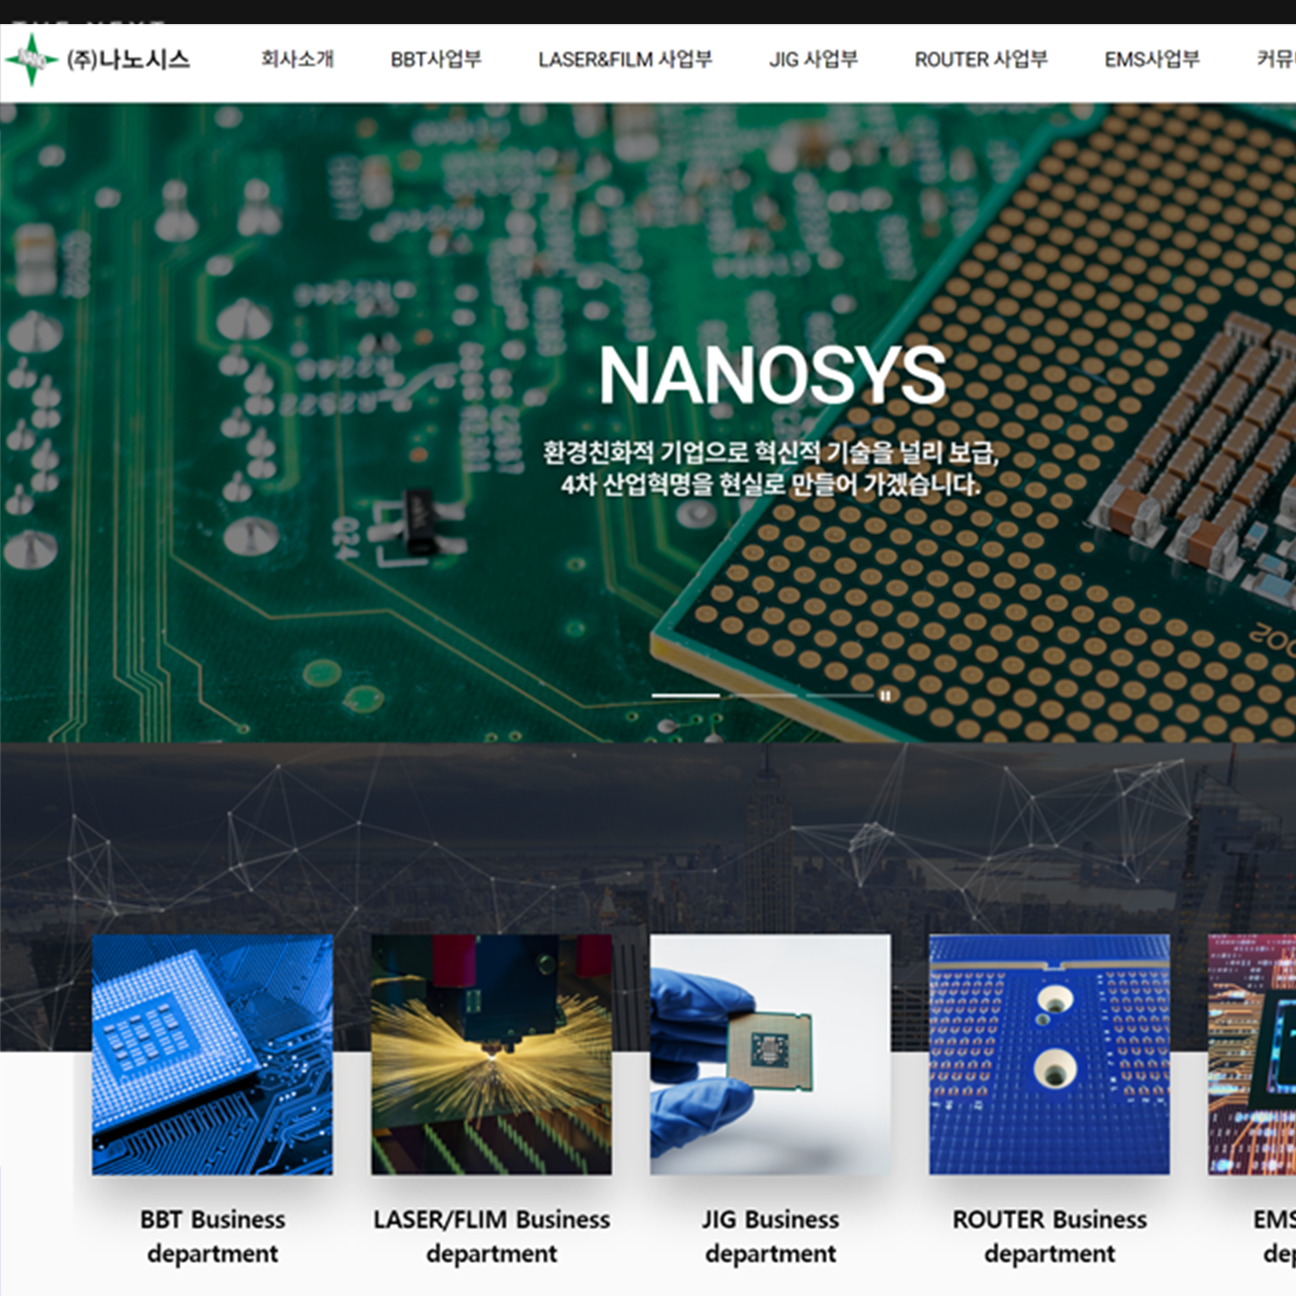 NANO
(주)나노시스
회사소개
BBT사업부
LASER&FILM 사업부
JIG 사업부
ROUTER 사업부
EMS사업부
커뮤
NANOSYS
환경친화적 기업으로 혁신적 기술을 널리 보급,
4차 산업혁명을 현실로 만들어 가겠습니다.
024
BBT Business
department
LASER/FLIM Business
department
JIG Business
department
ROUTER Business
department
EMS
de